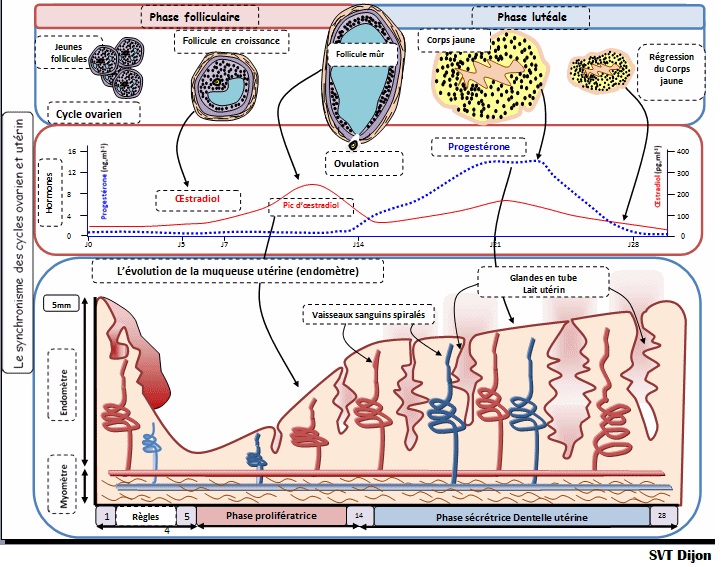 Phase folliculaire
Phase lutéale
Jeunes
follicules
Follicule en croissance
Follicule mûr
Corps jaune
Régression
du Corps
jaune
Cycle ovarien
Le synchronisme des cycles ovarien et utérin
Hormones
Progestérone (ng.ml-1)
16
12
8
4
0
Ovulation
Progestérone
Œstradiol
Pic d’œstradiol
Œstradiol (pg.ml-1)
400
300
200
100
0
J0
J5
J7
J14
J21
J28
L’évolution de la muqueuse utérine (endomètre)
Glandes en tube
Lait utérin
Vaisseaux sanguins spiralés
5mm
Endomètre
Myomètre
1
Règles
5
4
Phase prolifératrice
14
Phase sécrétrice Dentelle utérine
28
SVT Dijon